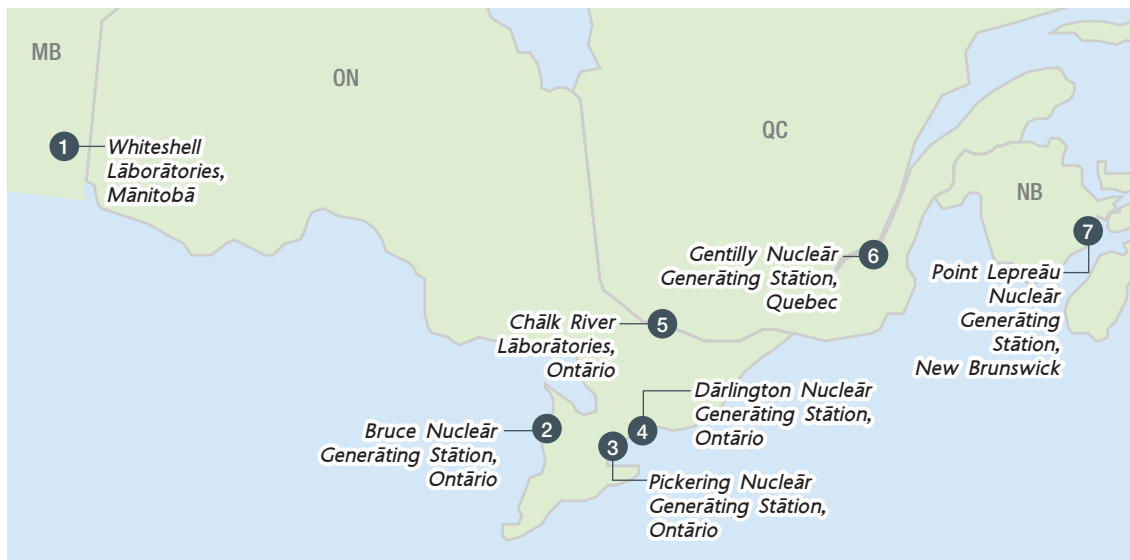 MB
ON
QC
NB
1
Whiteshell
Lāborātories,
Mānitobā
6
Gentilly Nucleār
Generāting Stātion,
Quebec
7
Point Lepreāu
Nucleār
Generāting
Stātion,
New Brunswick
5
Chālk River
Lāborātories,
Ontārio
4
Dārlington Nucleār
Generāting Stātion,
Ontārio
2
Bruce Nucleār
Generāting Stātion,
Ontārio
3
Pickering Nucleār
Generāting Stātion,
Ontārio